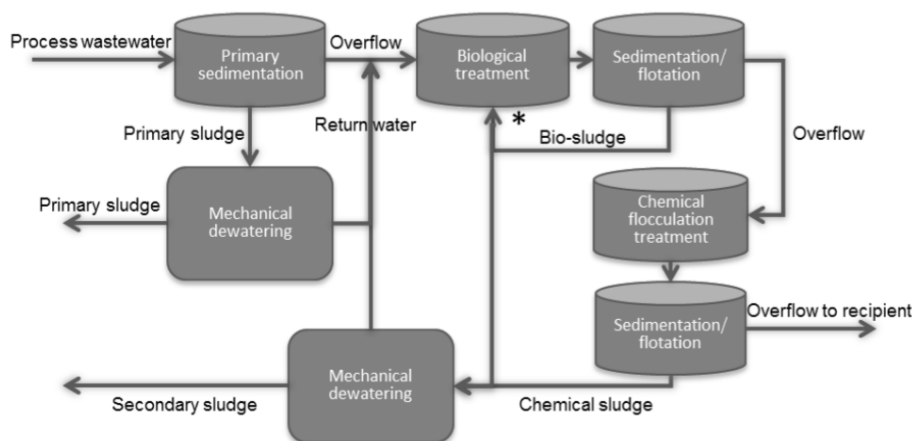 Process wastewater
Primary
sedimentation
Overflow
Biological
treatment
Sedimentation/
flotation
Primary sludge
Return water
*
Bio-sludge
Overflow
Primary sludge
Mechanical
dewatering
Chemical
flocculation
treatment
Sedimentation/
flotation
Overflow to recipient
Mechanical
dewatering
Secondary sludge
Chemical sludge